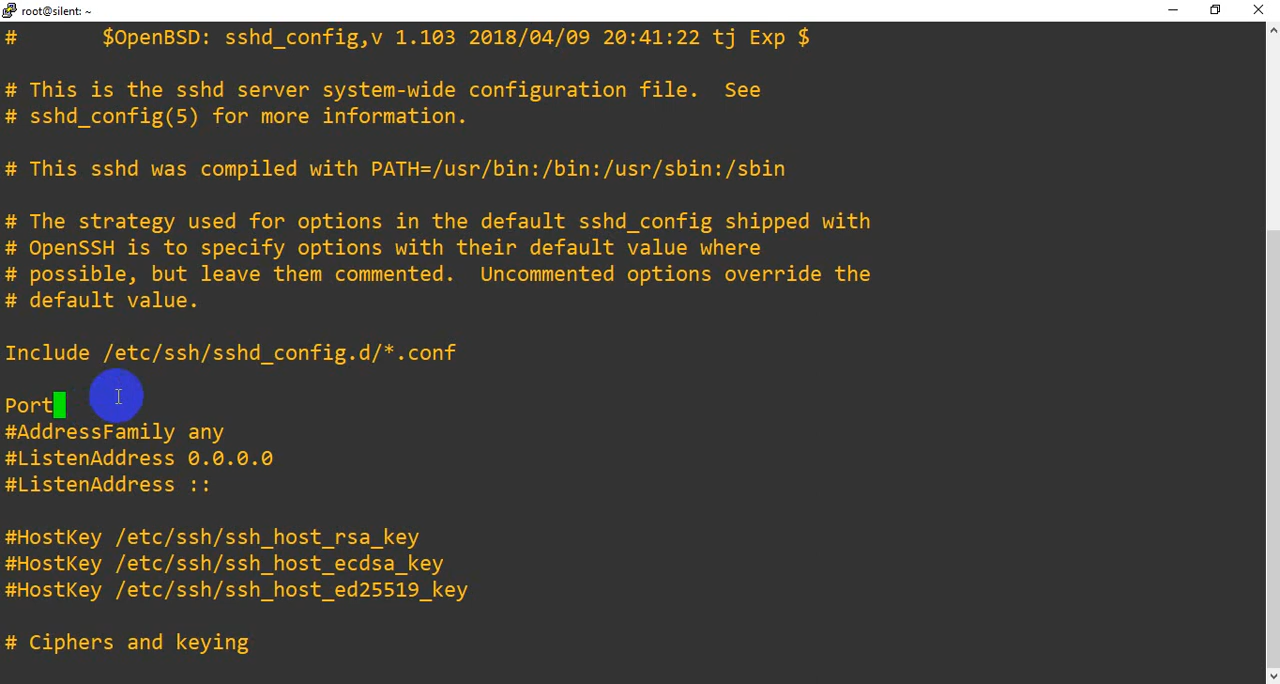 root@silent: ~
#       $OpenBSD: sshd_config,v 1.103 2018/04/09 20:41:22 tj Exp $
# This is the sshd server system-wide configuration file.  See
# sshd_config(5) for more information.
# This sshd was compiled with PATH=/usr/bin:/bin:/usr/sbin:/sbin
# The strategy used for options in the default sshd_config shipped with
# OpenSSH is to specify options with their default value where
# possible, but leave them commented.  Uncommented options override the
# default value.
Include /etc/ssh/sshd_config.d/*.conf
Port
#AddressFamily any
#ListenAddress 0.0.0.0
#ListenAddress ::
#HostKey /etc/ssh/ssh_host_rsa_key
#HostKey /etc/ssh/ssh_host_ecdsa_key
#HostKey /etc/ssh/ssh_host_ed25519_key
# Ciphers and keying